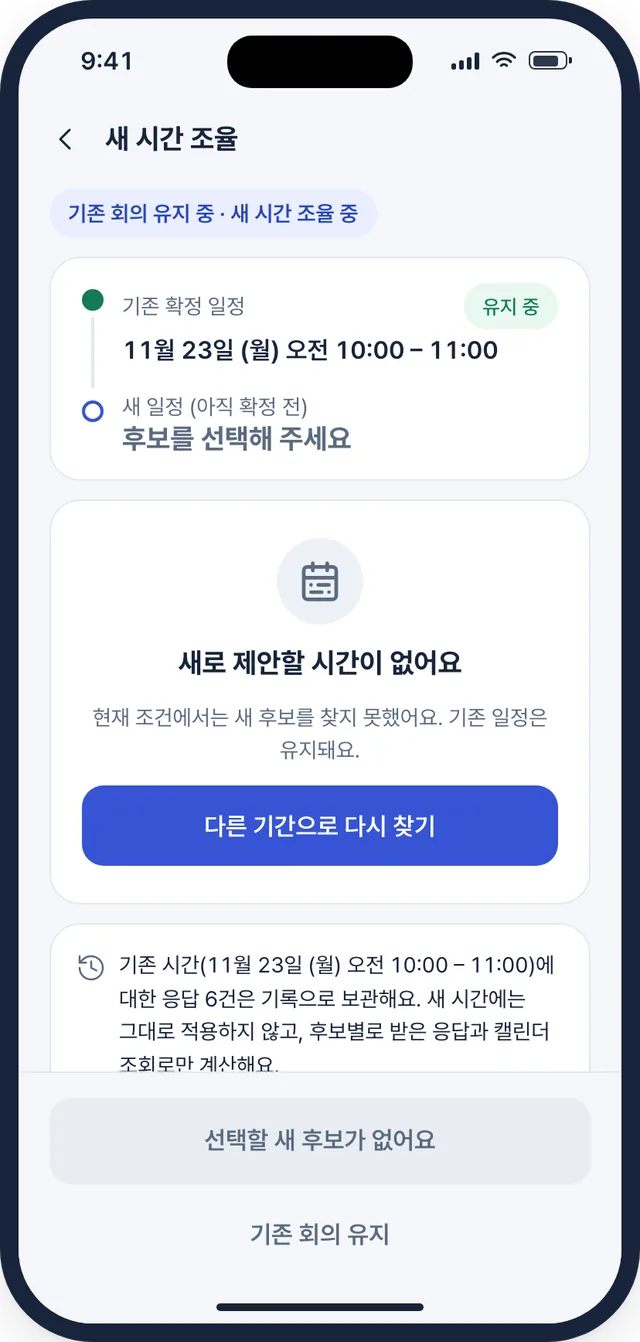 9:41
새 시간 조율
기존 회의 유지 중 · 새 시간 조율 중
기존 확정 일정
유지 중
11월 23일 (월) 오전 10:00 – 11:00
새 일정 (아직 확정 전)
후보를 선택해 주세요
새로 제안할 시간이 없어요
현재 조건에서는 새 후보를 찾지 못했어요. 기존 일정은
유지돼요.
다른 기간으로 다시 찾기
기존 시간(11월 23일 (월) 오전 10:00 – 11:00)에
대한 응답 6건은 기록으로 보관해요. 새 시간에는
그대로 적용하지 않고, 후보별로 받은 응답과 캘린더
조회로만 계산해요.
선택할 새 후보가 없어요
기존 회의 유지